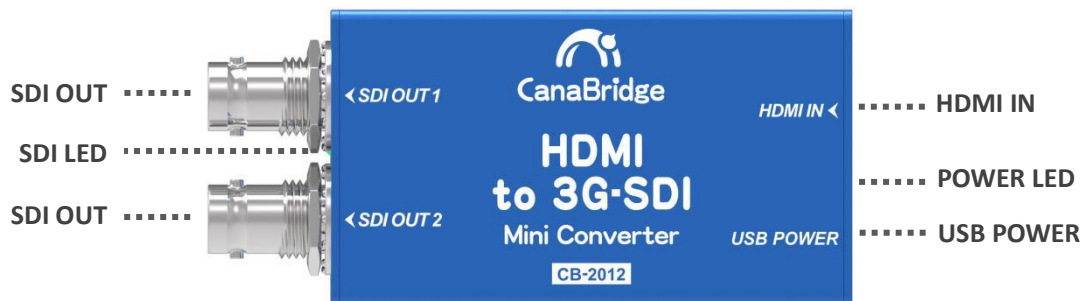 SDI OUT
SDI LED
SDI OUT
< SDI OUT 1
< SDI OUT 2
CanaBridge
HDMI
to 3G-SDI
Mini Converter
CB-2012
HDMI IN <
USB POWER
HDMI IN
POWER LED
USB POWER